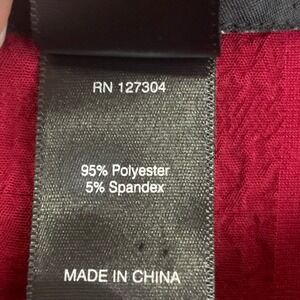 RN 127304
95% Polyester
5% Spandex
MADE IN CHINA